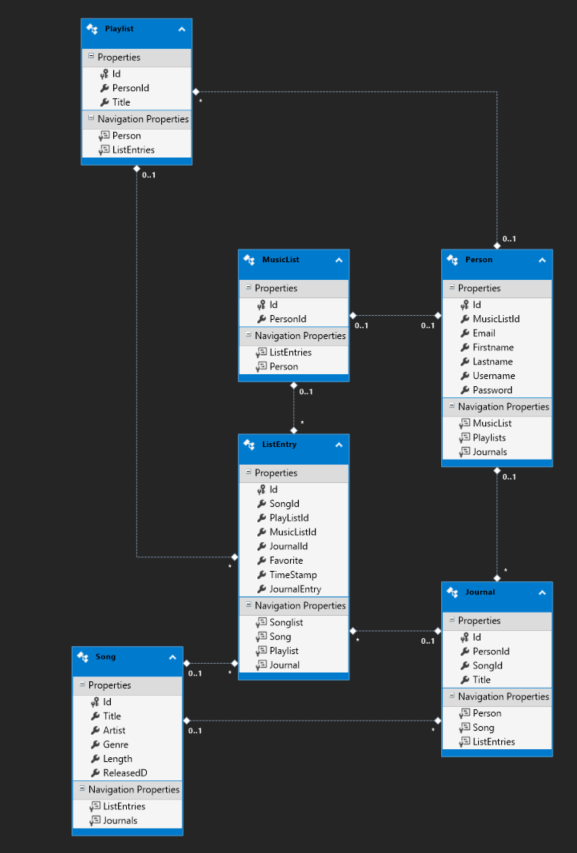 Playlist
Properties
Id
PersonId
Title
Navigation Properties
Person
ListEntries
*
0..1
0..1
MusicList
Properties
Id
PersonId
Navigation Properties
ListEntries
Person
0..1
0..1
0..1
*
Person
Properties
Id
MusicListId
Email
Firstname
Lastname
Username
Password
Navigation Properties
MusicList
Playlists
Journals
0..1
*
ListEntry
Properties
Id
SongId
PlayListId
MusicListId
JournalId
Favorite
TimeStamp
JournalEntry
Navigation Properties
Songlist
Song
Playlist
Journal
*
*
0..1
Journal
Properties
Id
PersonId
SongId
Title
Navigation Properties
Person
Song
ListEntries
Song
Properties
Id
Title
Artist
Genre
Length
ReleasedD
Navigation Properties
ListEntries
Journals
0..1
*
0..1
*